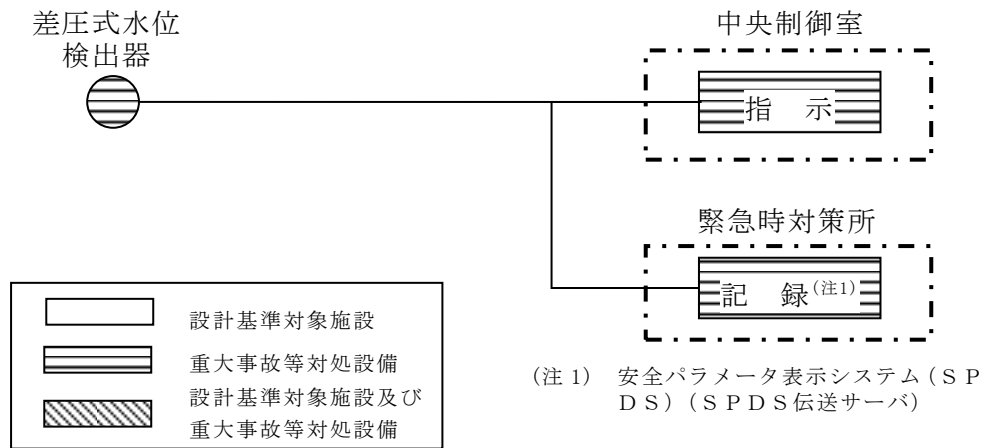 差圧式水位
検出器
中央制御室
指　示
緊急時対策所
記　録(注1)
設計基準対象施設
重大事故等対処設備
設計基準対象施設及び
重大事故等対処設備
(注 1)　安全パラメータ表示システム（ＳＰ
ＤＳ）（ＳＰＤＳ伝送サーバ）